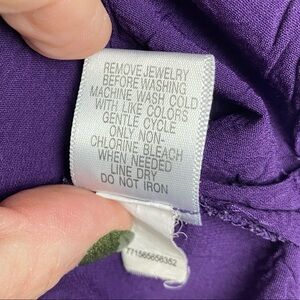 REMOVE JEWELRY
BEFORE WASHING
MACHINE WASH COLD
WITH LIKE COLORS
GENTLE CYCLE
ONLY NON-
CHLORINE BLEACH
WHEN NEEDED
LINE DRY
DO NOT IRON
771565656352